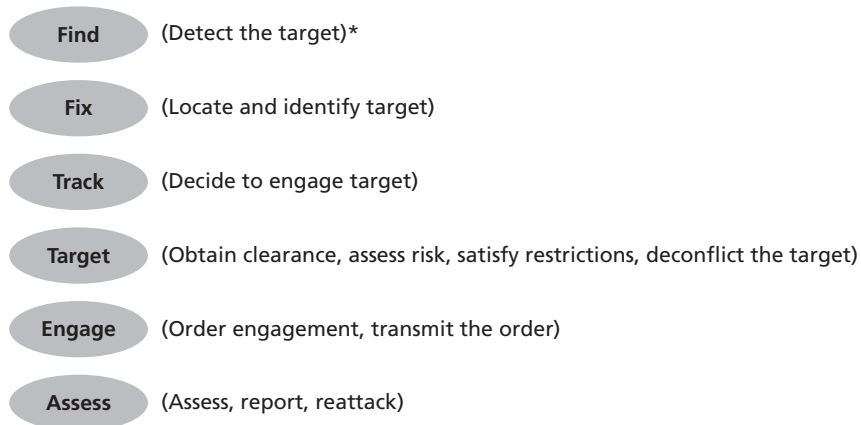 Find (Detect the target)*
Fix (Locate and identify target)
Track (Decide to engage target)
Target (Obtain clearance, assess risk, satisfy restrictions, deconflict the target)
Engage (Order engagement, transmit the order)
Assess (Assess, report, reattack)